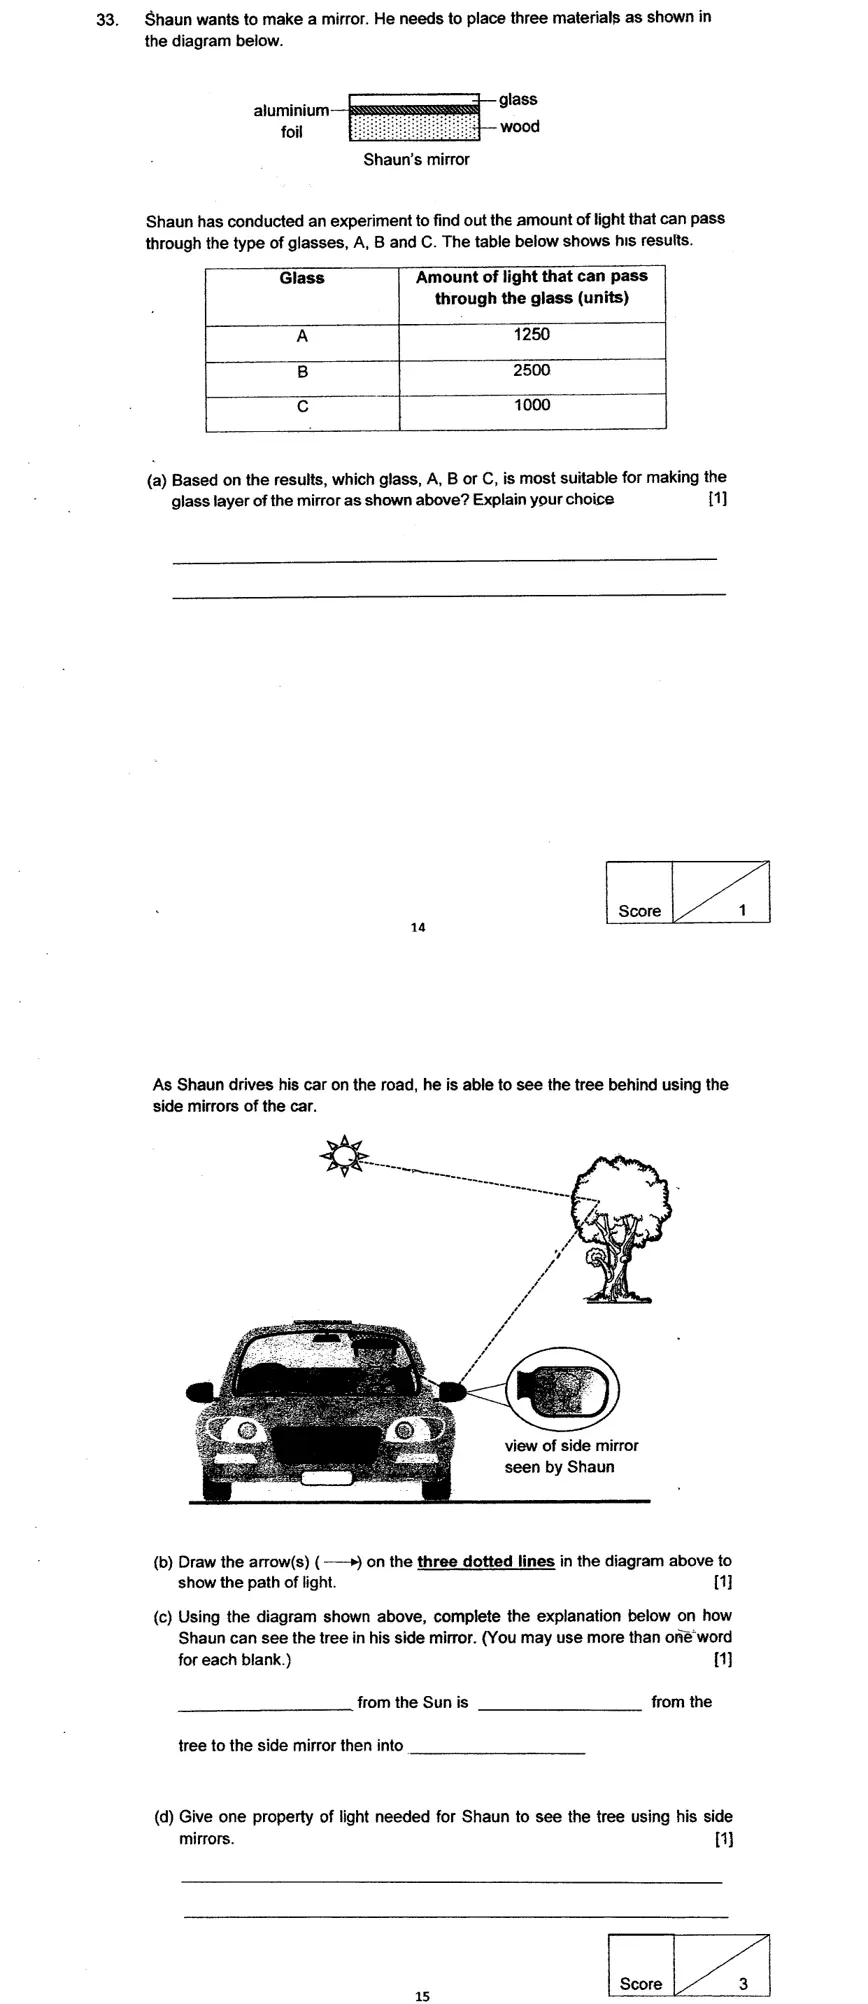 33. Shaun wants to make a mirror. He needs to place three materials as shown in
the diagram below.
aluminium
foil
glass
wood
Shaun's mirror
Shaun has conducted an experiment to find out the amount of light that can pass
through the type of glasses, A, B and C. The table below shows his results.
Glass
Amount of light that can pass
through the glass (units)
A 1250
B 2500
C 1000
(a) Based on the results, which glass, A, B or C, is most suitable for making the
glass layer of the mirror as shown above? Explain your choice [1]
Score 1
14
As Shaun drives his car on the road, he is able to see the tree behind using the
side mirrors of the car.
view of side mirror
seen by Shaun
(b) Draw the arrow(s) ( ) on the three dotted lines in the diagram above to
show the path of light. [1]
(c) Using the diagram shown above, complete the explanation below on how
Shaun can see the tree in his side mirror. (You may use more than one word
for each blank.) [1]
from the Sun is from the
tree to the side mirror then into
(d) Give one property of light needed for Shaun to see the tree using his side
mirrors. [1]
Score 3
15